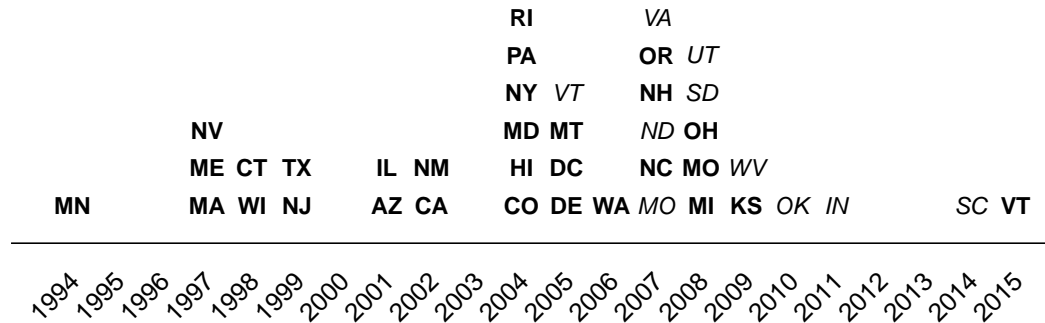 RI VA
PA OR UT
NY VT NH SD
NV MD MT ND OH
ME CT TX IL NM HI DC NC MO WV
MN MA WI NJ AZ CA CO DE WA MO MI KS OK IN SC VT
1994 1995 1996 1997 1998 1999 2000 2001 2002 2003 2004 2005 2006 2007 2008 2009 2010 2011 2012 2013 2014 2015